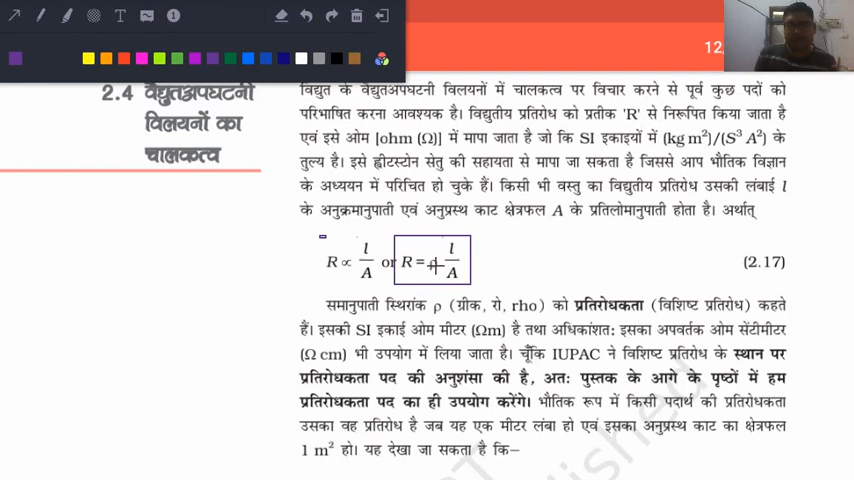 12,
2.4 वैद्युतअपघटनी
विलयनों का
चालकत्व
विद्युत के वैद्युतअपघटनी विलयनों में चालकत्व पर विचार करने से पूर्व कुछ पदों को
परिभाषित करना आवश्यक है। विद्युतीय प्रतिरोध को प्रतीक 'R' से निरूपित किया जाता है
एवं इसे ओम [ohm (Ω)] में मापा जाता है जो कि SI इकाइयों में (kg m²)/(S³ A²) के
तुल्य है। इसे ह्वीटस्टोन सेतु की सहायता से मापा जा सकता है जिससे आप भौतिक विज्ञान
के अध्ययन में परिचित हो चुके हैं। किसी भी वस्तु का विद्युतीय प्रतिरोध उसकी लंबाई l
के अनुक्रमानुपाती एवं अनुप्रस्थ काट क्षेत्रफल A के प्रतिलोमानुपाती होता है। अर्थात्
R ∝ l/A or R = ρ l/A (2.17)
समानुपाती स्थिरांक ρ (ग्रीक, रो, rho) को प्रतिरोधकता (विशिष्ट प्रतिरोध) कहते
हैं। इसकी SI इकाई ओम मीटर (Ωm) है तथा अधिकांशतः इसका अपवर्तक ओम सेंटीमीटर
(Ω cm) भी उपयोग में लिया जाता है। चूँकि IUPAC ने विशिष्ट प्रतिरोध के स्थान पर
प्रतिरोधकता पद की अनुशंसा की है, अतः पुस्तक के आगे के पृष्ठों में हम
प्रतिरोधकता पद का ही उपयोग करेंगे। भौतिक रूप में किसी पदार्थ की प्रतिरोधकता
उसका वह प्रतिरोध है जब यह एक मीटर लंबा हो एवं इसका अनुप्रस्थ काट का क्षेत्रफल
1 m² हो। यह देखा जा सकता है कि–